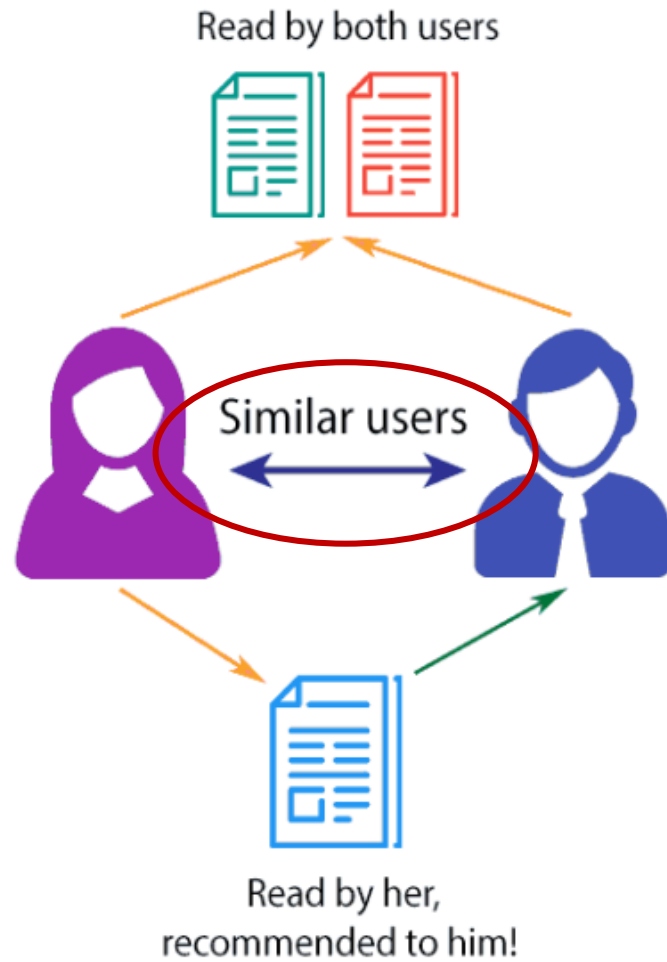 Read by both users
Similar users
Read by her,
recommended to him!